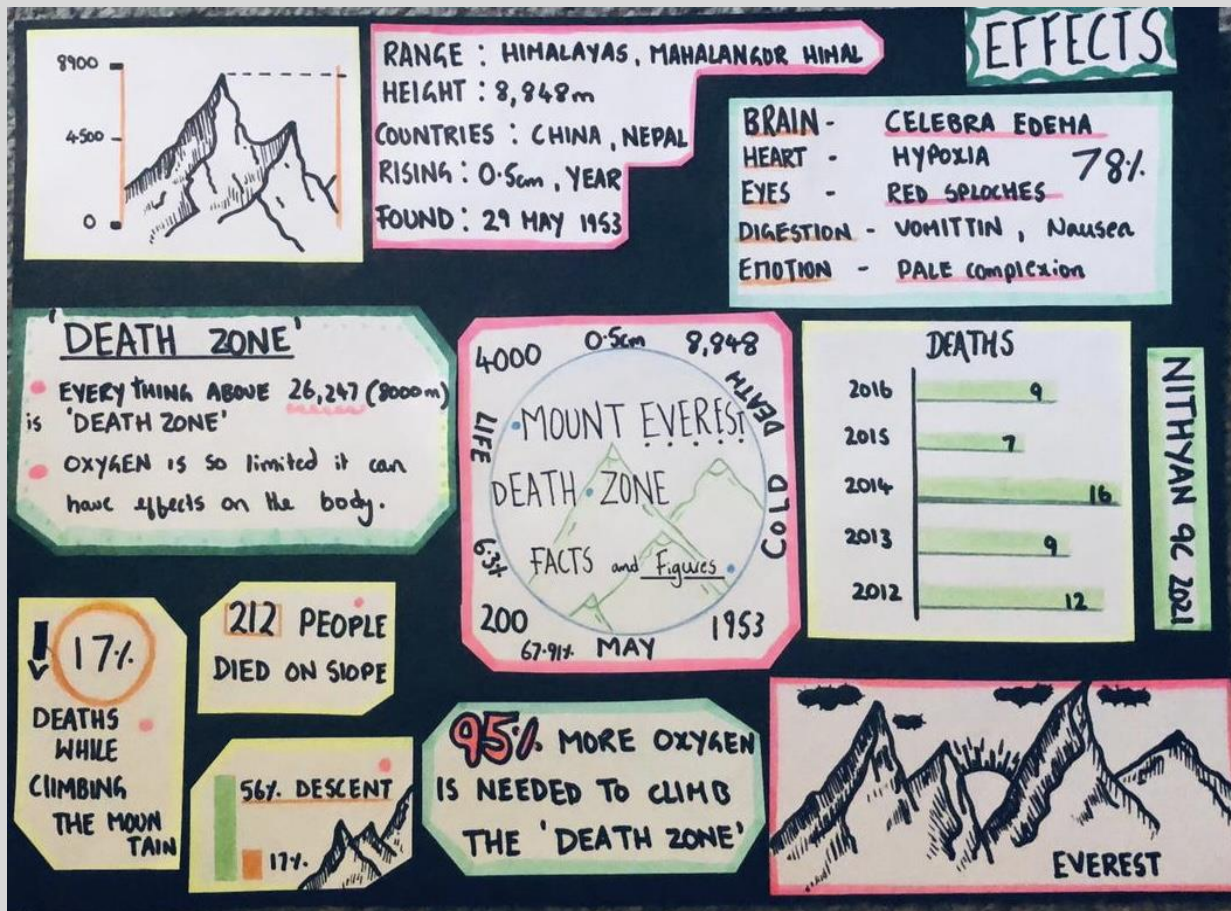 8900
4500
0
RANGE : HIMALAYAS, MAHALANGOR HIMAL
HEIGHT : 8,848m
COUNTRIES : CHINA, NEPAL
RISING : 0.5cm, YEAR
FOUND : 29 MAY 1953
EFFECTS
BRAIN - CELEBRA EDEMA
HEART - HYPOXIA 78%
EYES - RED SPLOCHES
DIGESTION - VOMITTIN, Nausea
EMOTION - PALE complexion
'DEATH ZONE'
EVERYTHING ABOVE 26,247 (8000m)
is 'DEATH ZONE'
OXYGEN IS so limited it can
have effects on the body.
4000 0.5cm 8,848
DEATH
LIFE
COLD
6.3%
MOUNT EVEREST
DEATH ZONE
FACTS and Figures
200 67.91% MAY 1953
DEATHS
2016 9
2015 7
2014 16
2013 9
2012 12
NITHYAN 9C 2021
17%
DEATHS
WHILE
CLIMBING
THE MOUN
TAIN
212 PEOPLE
DIED ON SLOPE
56% DESCENT
17%
95% MORE OXYGEN
IS NEEDED TO CLIMB
THE 'DEATH ZONE'
EVEREST